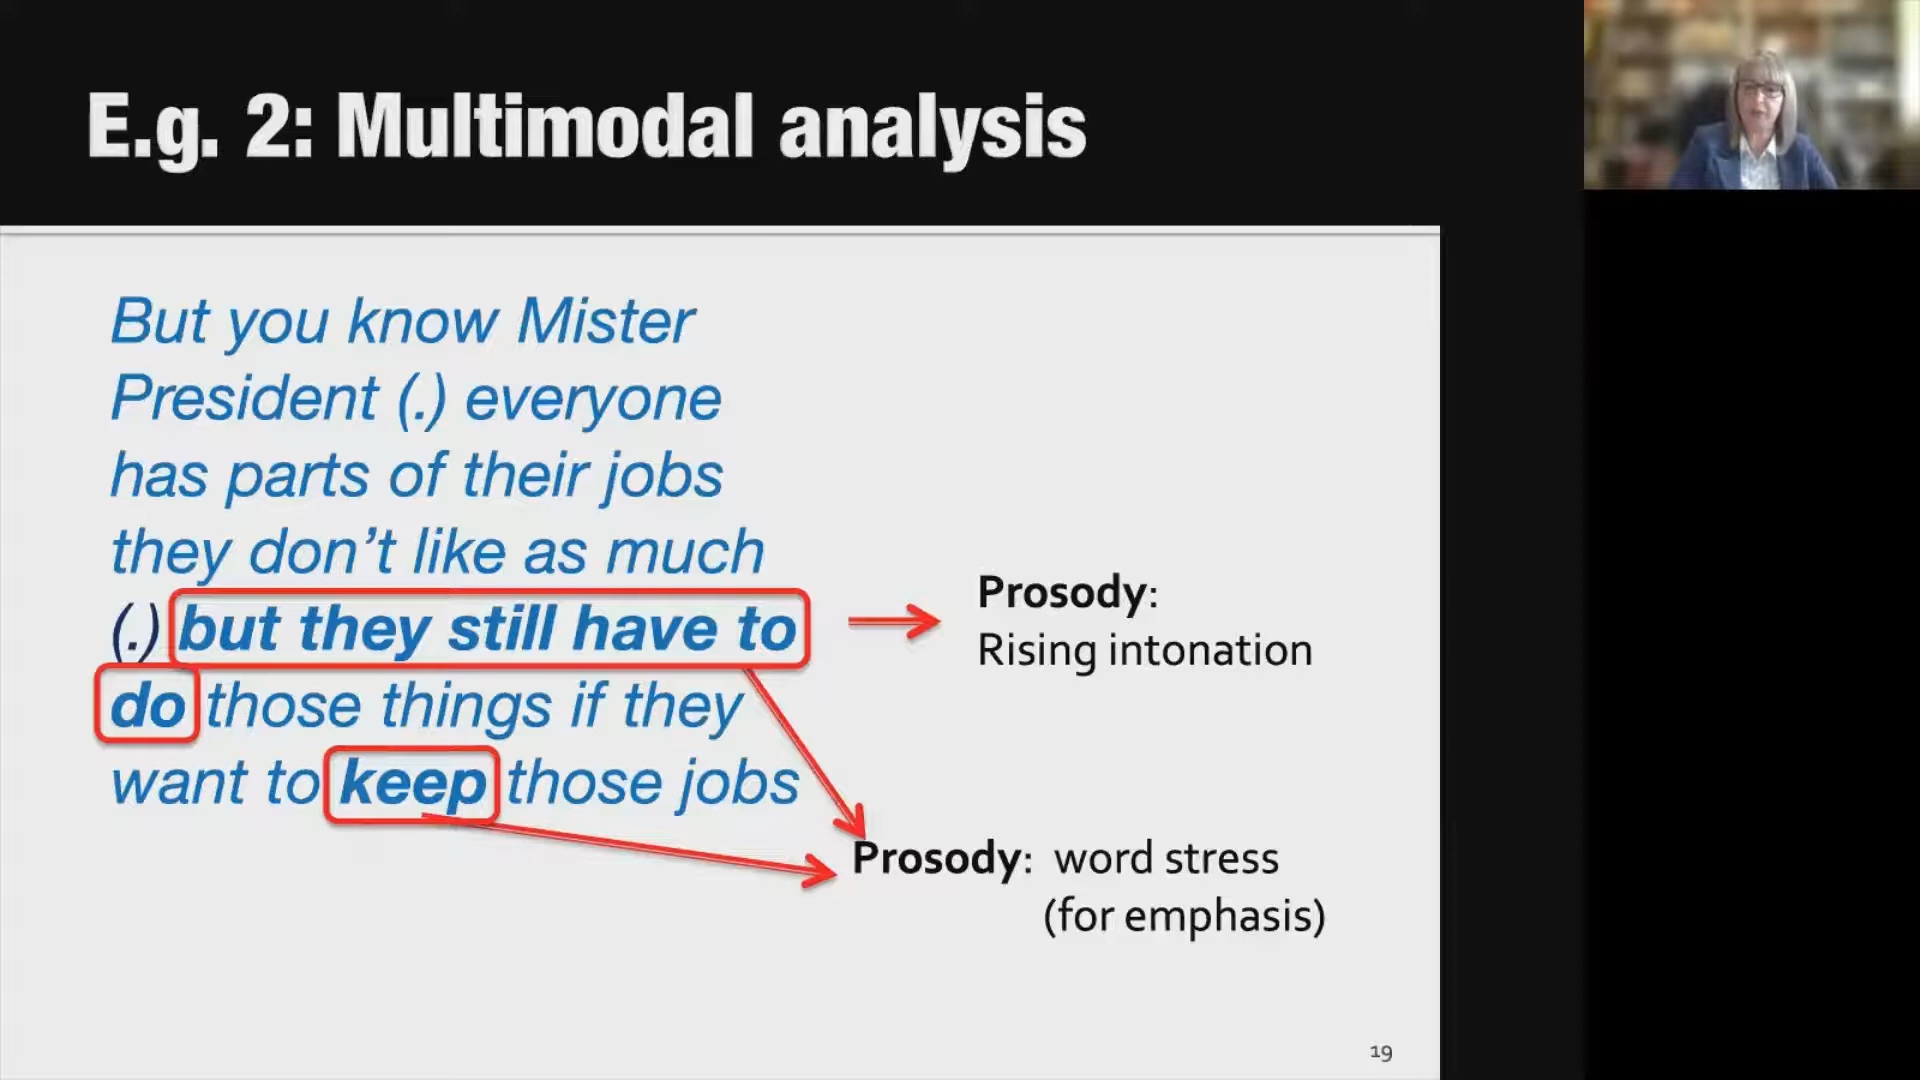 E.g. 2: Multimodal analysis
But you know Mister
President (.) everyone
has parts of their jobs
they don’t like as much
(.) but they still have to
do those things if they
want to keep those jobs
Prosody:
Rising intonation
Prosody: word stress
(for emphasis)
19